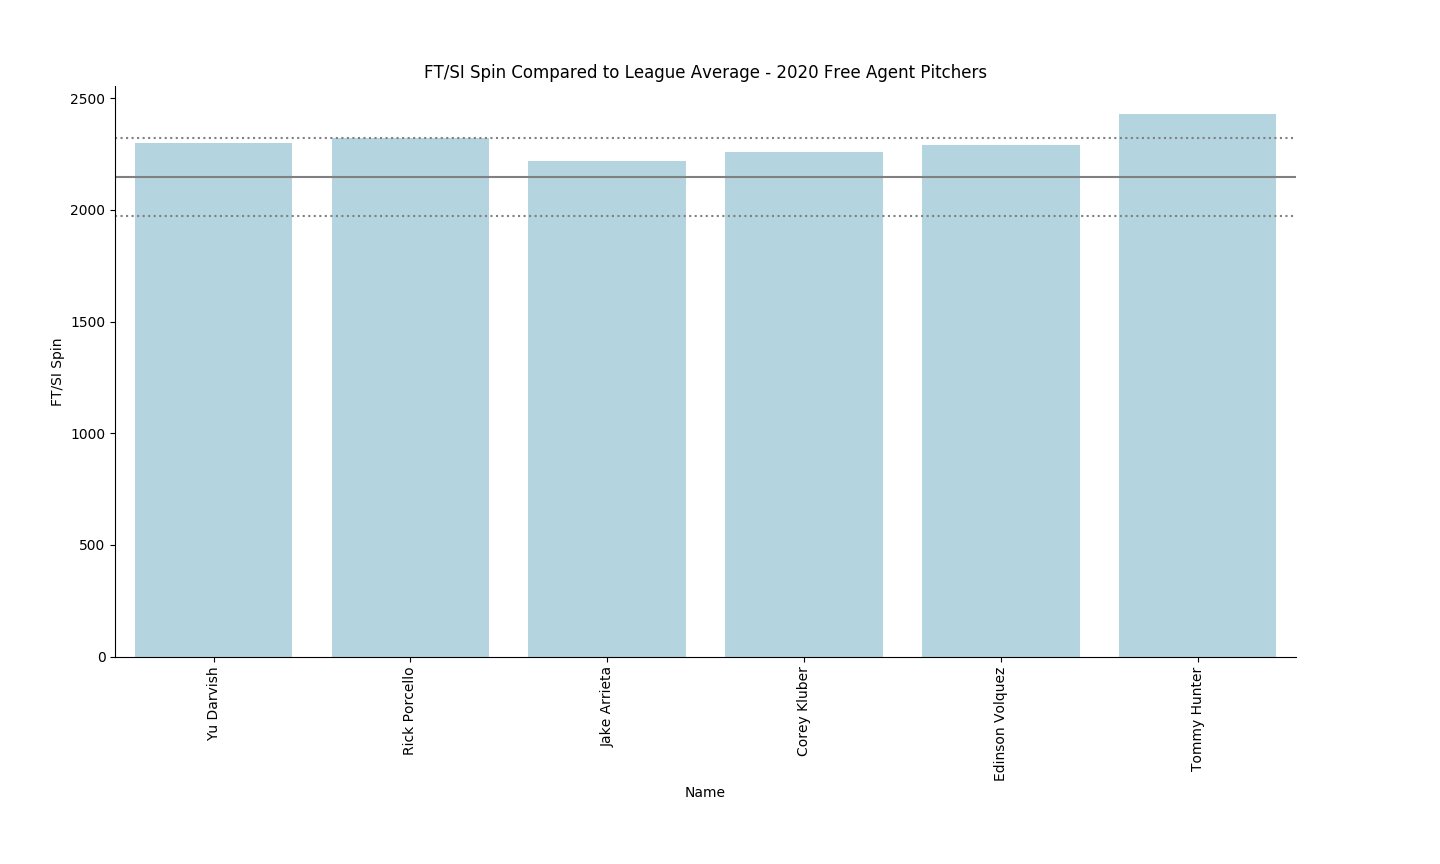 FT/SI Spin Compared to League Average - 2020 Free Agent Pitchers
2500
2000
1500
1000
500
0
FT/SI Spin
Yu Darvish
Rick Porcello
Jake Arrieta
Corey Kluber
Edinson Volquez
Tommy Hunter
Name